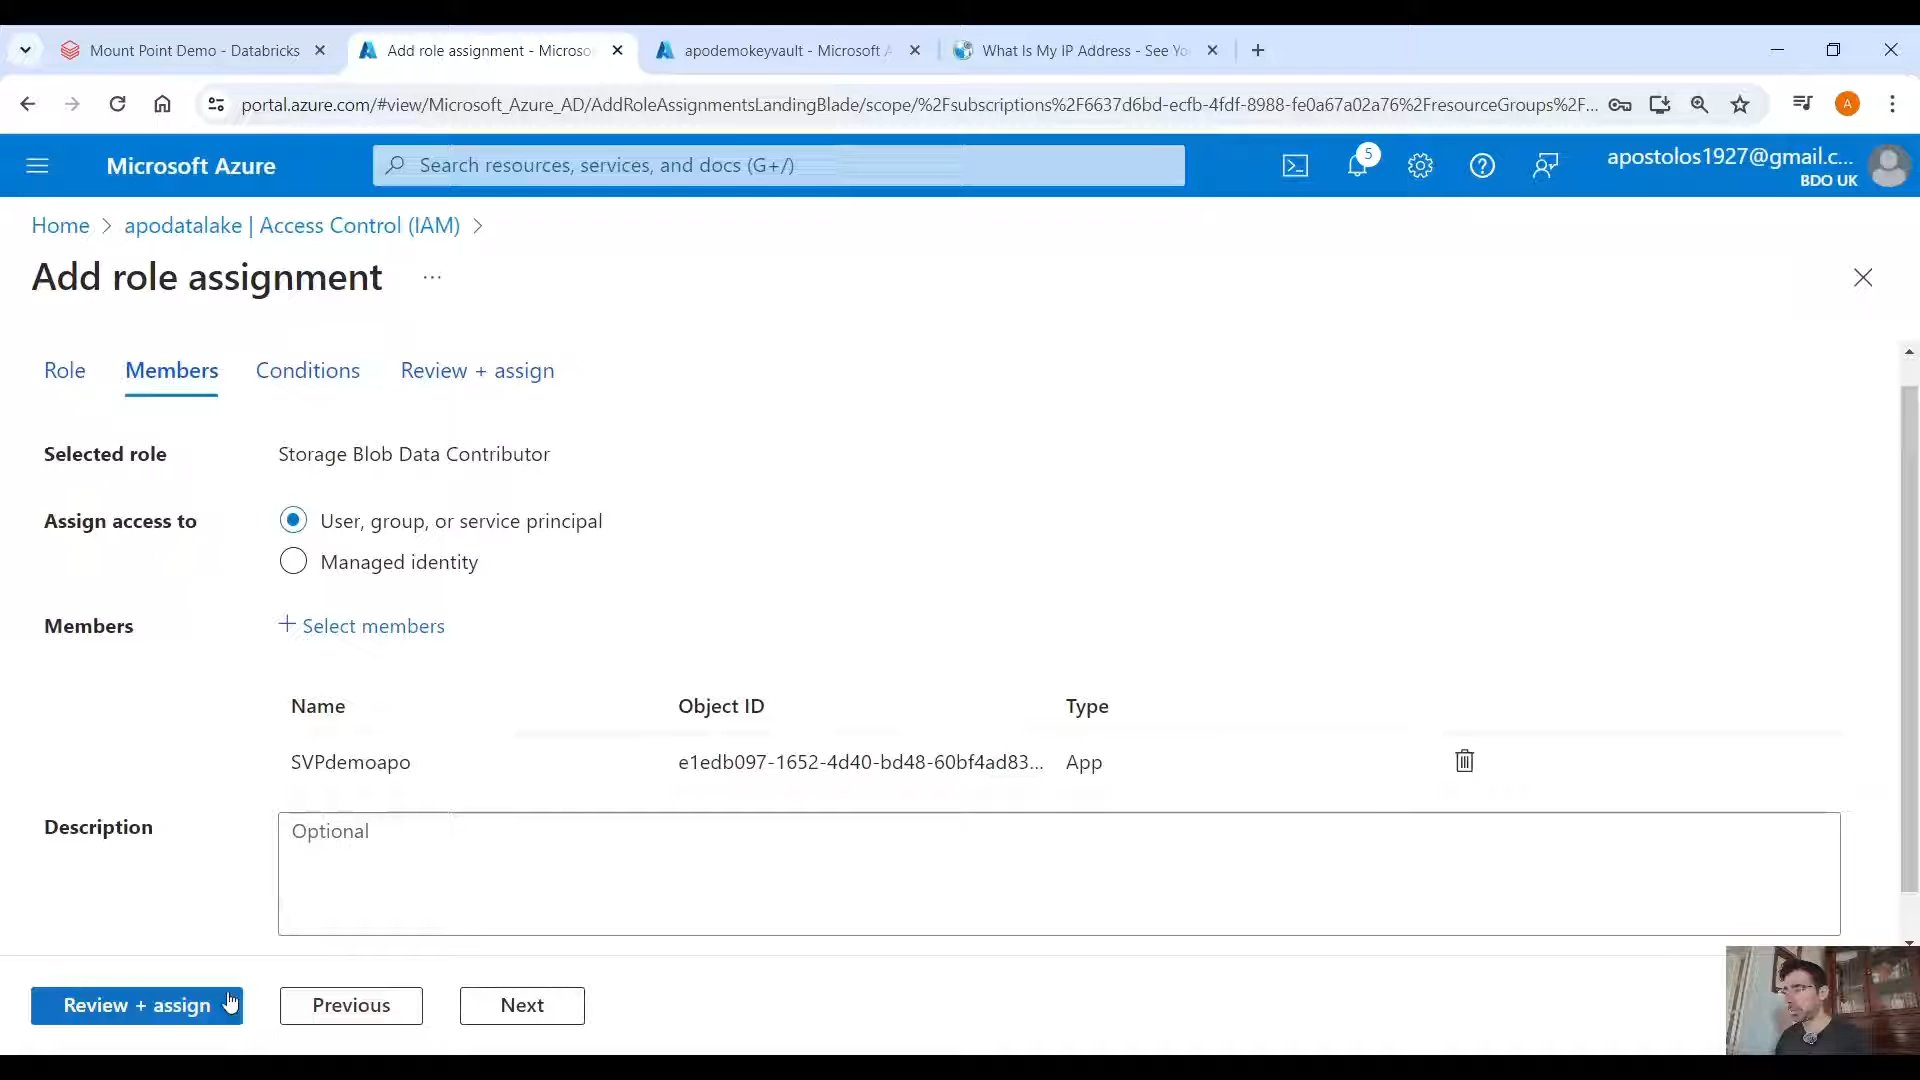 Mount Point Demo - Databricks
Add role assignment - Microso
apodemokeyvault - Microsoft A
What Is My IP Address - See Yo
portal.azure.com/#view/Microsoft_Azure_AD/AddRoleAssignmentsLandingBlade/scope/%2Fsubscriptions%2F6637d6bd-ecfb-4fdf-8988-fe0a67a02a76%2FresourceGroups%2F...
A
Microsoft Azure
Search resources, services, and docs (G+/)
5
apostolos1927@gmail.c...
BDO UK
Home > apodatalake | Access Control (IAM) >
Add role assignment ...
Role Members Conditions Review + assign
Selected role Storage Blob Data Contributor
Assign access to User, group, or service principal
Managed identity
Members + Select members
Name Object ID Type
SVPdemoapo e1edb097-1652-4d40-bd48-60bf4ad83... App
Description Optional
Review + assign Previous Next